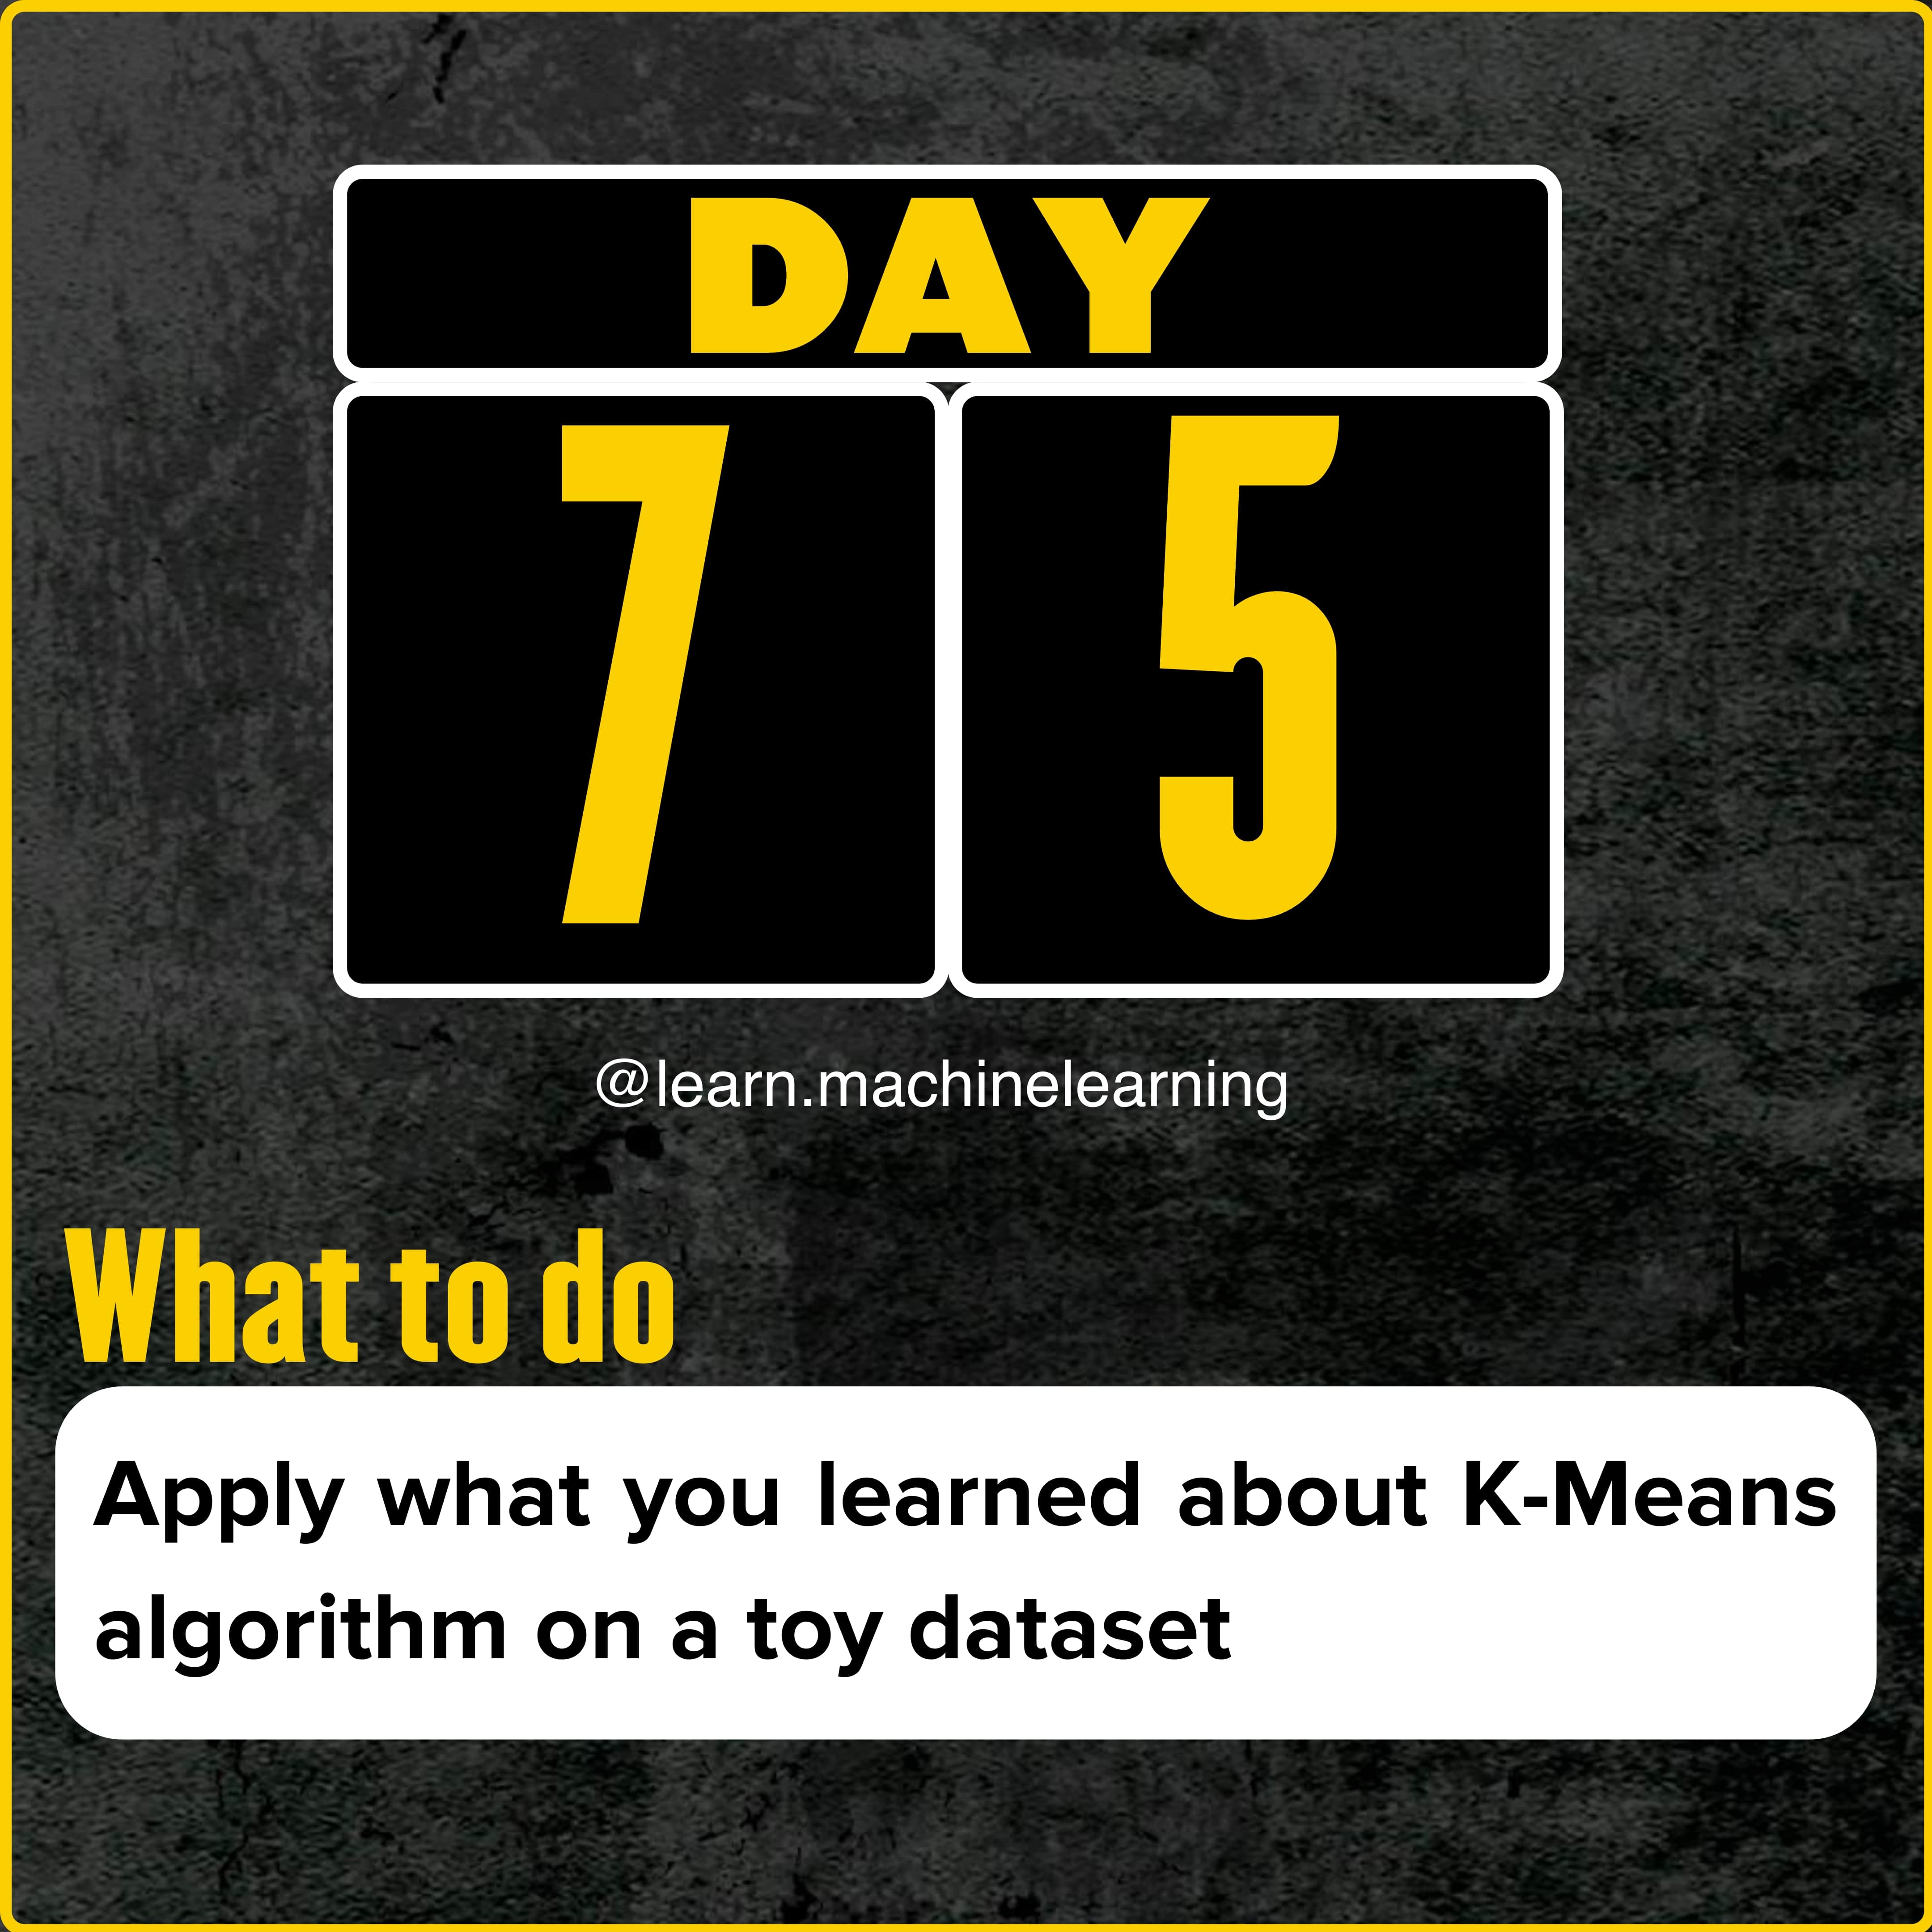 DAY
7 5
@learn.machinelearning
What to do
Apply what you learned about K-Means
algorithm on a toy dataset